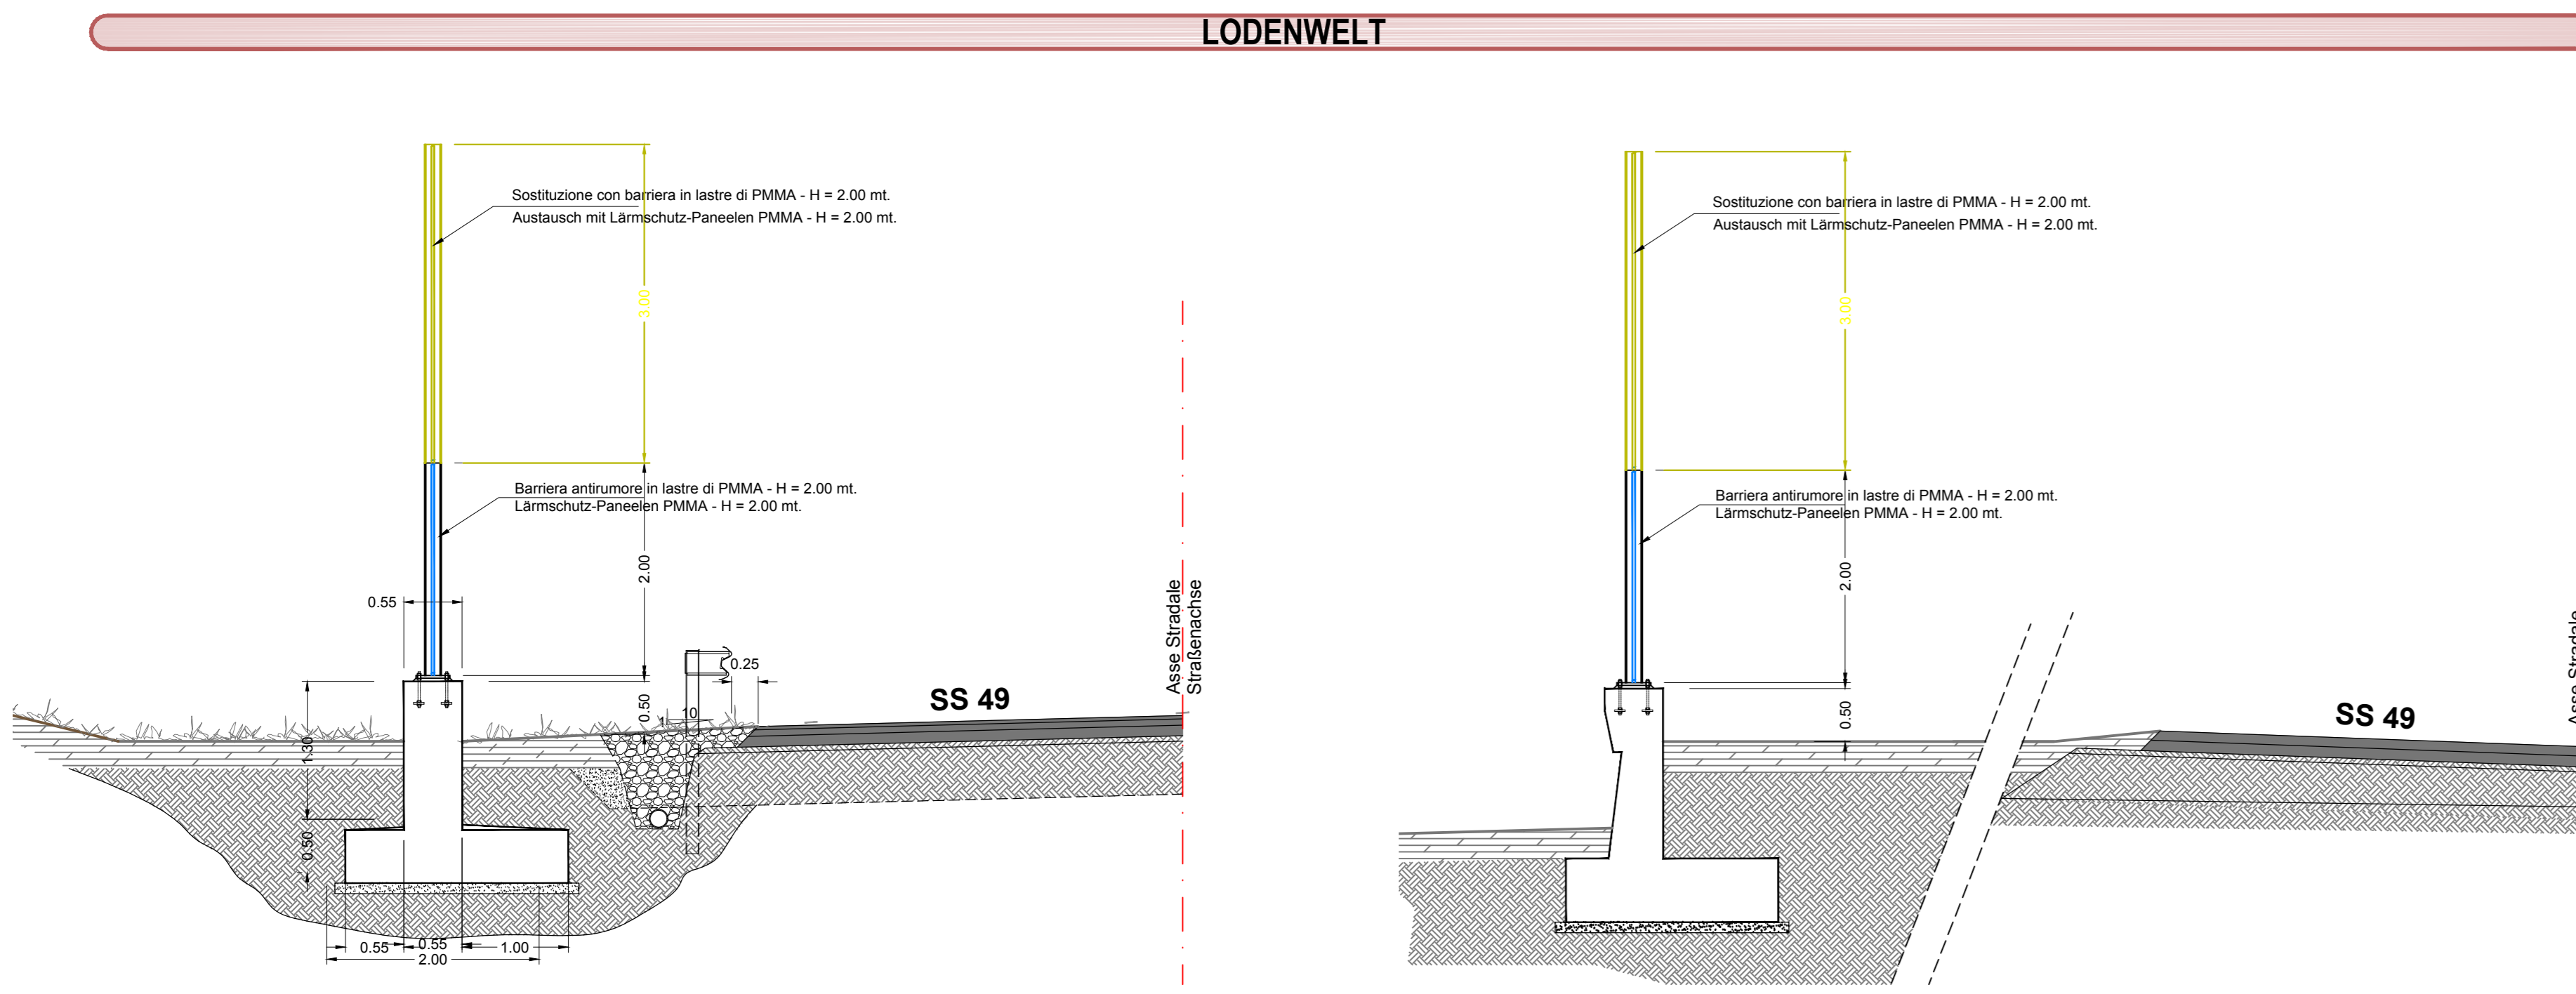 LODENWELT
Sostituzione con barriera in lastre di PMMA - H = 2.00 mt.
Austausch mit Lärmschutz-Paneelen PMMA - H = 2.00 mt.
3.00
Barriera antirumore in lastre di PMMA - H = 2.00 mt.
Lärmschutz-Paneelen PMMA - H = 2.00 mt.
2.00
0.55
0.25
0.50
1
10
1.30
0.50
0.55
0.55
1.00
2.00
SS 49
Asse Stradale
Straßenachse
Sostituzione con barriera in lastre di PMMA - H = 2.00 mt.
Austausch mit Lärmschutz-Paneelen PMMA - H = 2.00 mt.
3.00
Barriera antirumore in lastre di PMMA - H = 2.00 mt.
Lärmschutz-Paneelen PMMA - H = 2.00 mt.
2.00
0.50
SS 49
Asse Stradale